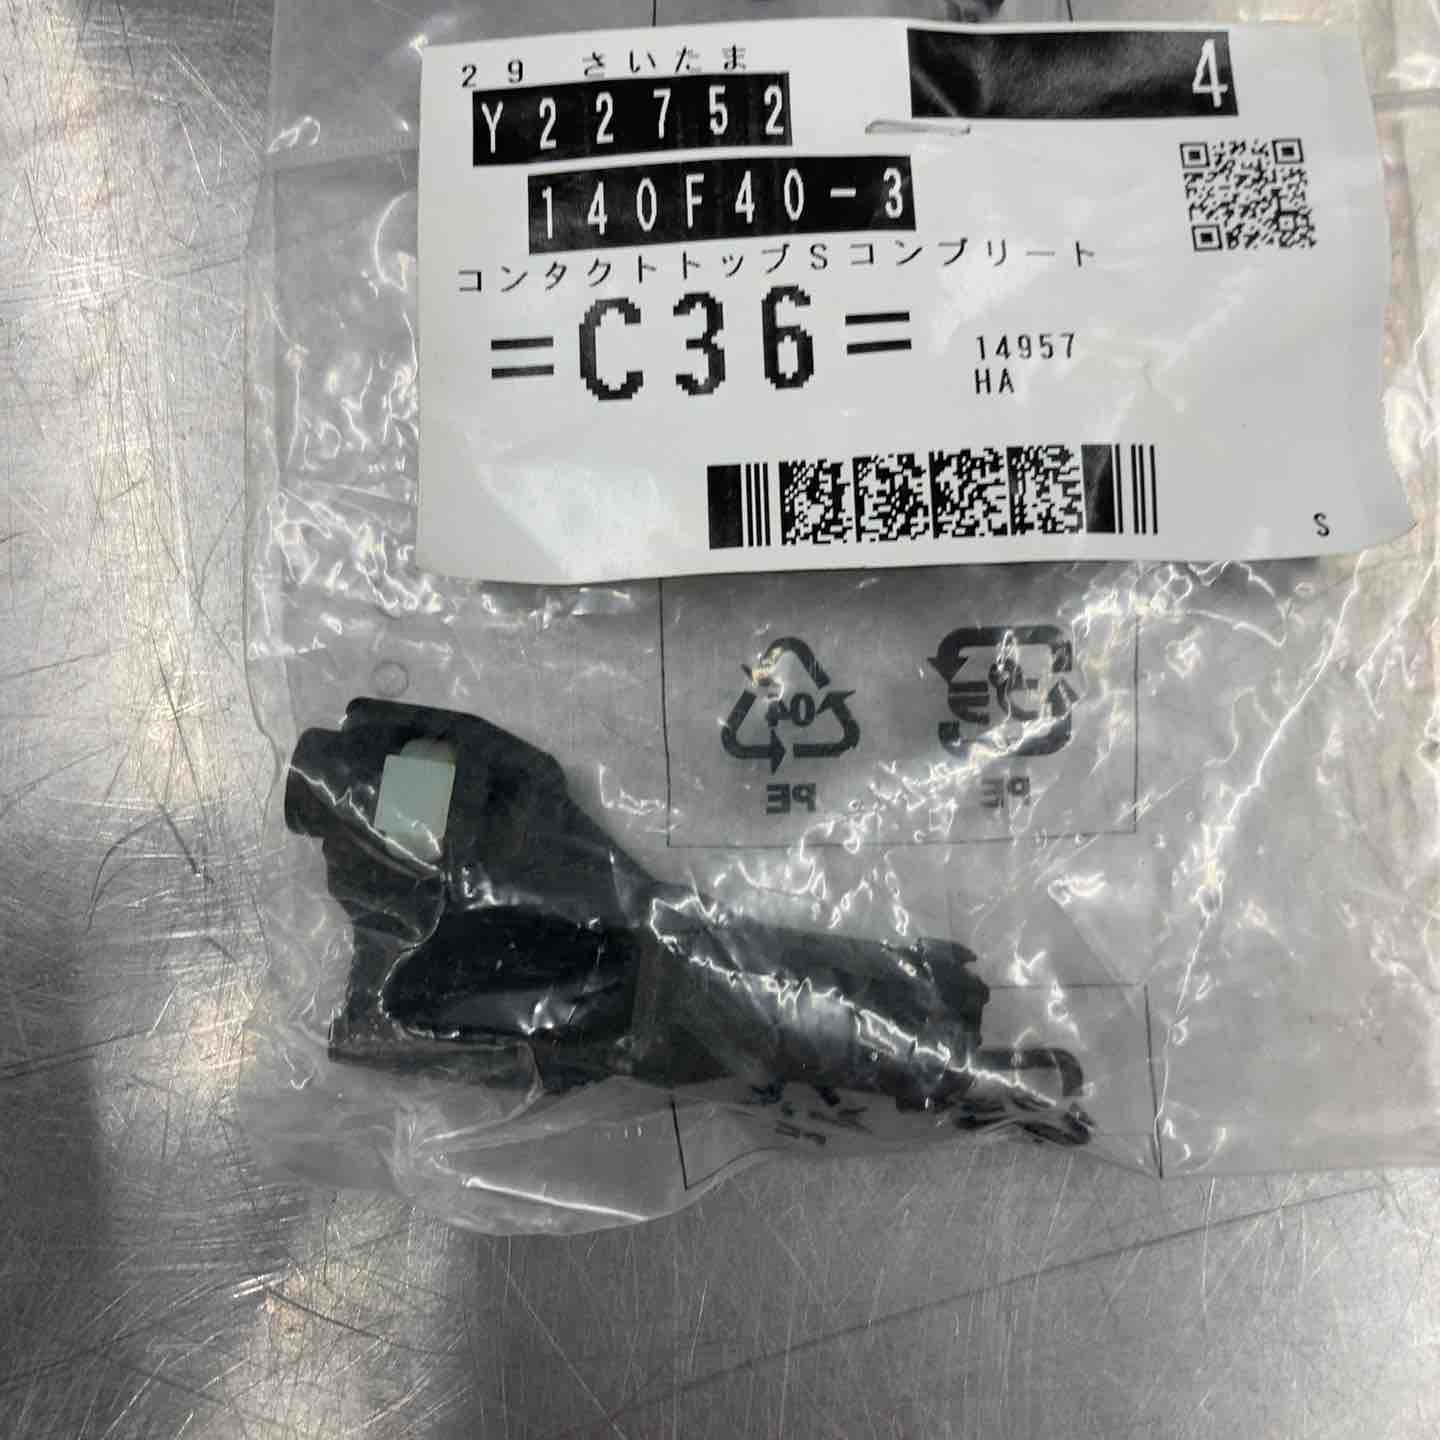 29 さいたま
4
Y22752
140F40-3
コンタクトトップSコンプリート
=C36=
14957
HA
S
04
PE
PE